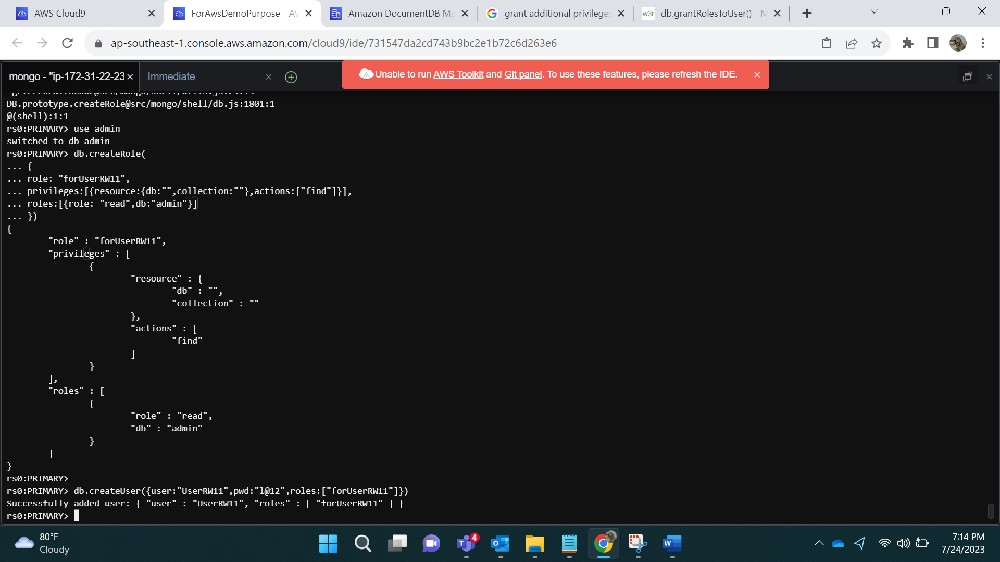 AWS Cloud9
ForAwsDemoPurpose - AW
Amazon DocumentDB Ma
grant additional privileges
w3r db.grantRolesToUser() - M
ap-southeast-1.console.aws.amazon.com/cloud9/ide/731547da2cd743b9bc2e1b72c6d263e6
mongo - "ip-172-31-22-23
Immediate
Unable to run AWS Toolkit and Git panel. To use these features, please refresh the IDE.
DB.prototype.createRole@src/mongo/shell/db.js:1801:1
@(shell):1:1
rs0:PRIMARY> use admin
switched to db admin
rs0:PRIMARY> db.createRole(
... {
... role: "forUserRW11",
... privileges:[{resource:{db:"",collection:""},actions:["find"]}],
... roles:[{role: "read",db:"admin"}]
... })
{
"role" : "forUserRW11",
"privileges" : [
{
"resource" : {
"db" : "",
"collection" : ""
},
"actions" : [
"find"
]
}
],
"roles" : [
{
"role" : "read",
"db" : "admin"
}
]
}
rs0:PRIMARY>
rs0:PRIMARY> db.createUser({user:"UserRW11",pwd:"l@12",roles:["forUserRW11"]})
Successfully added user: { "user" : "UserRW11", "roles" : [ "forUserRW11" ] }
rs0:PRIMARY>
80°F
Cloudy
4
7:14 PM
7/24/2023